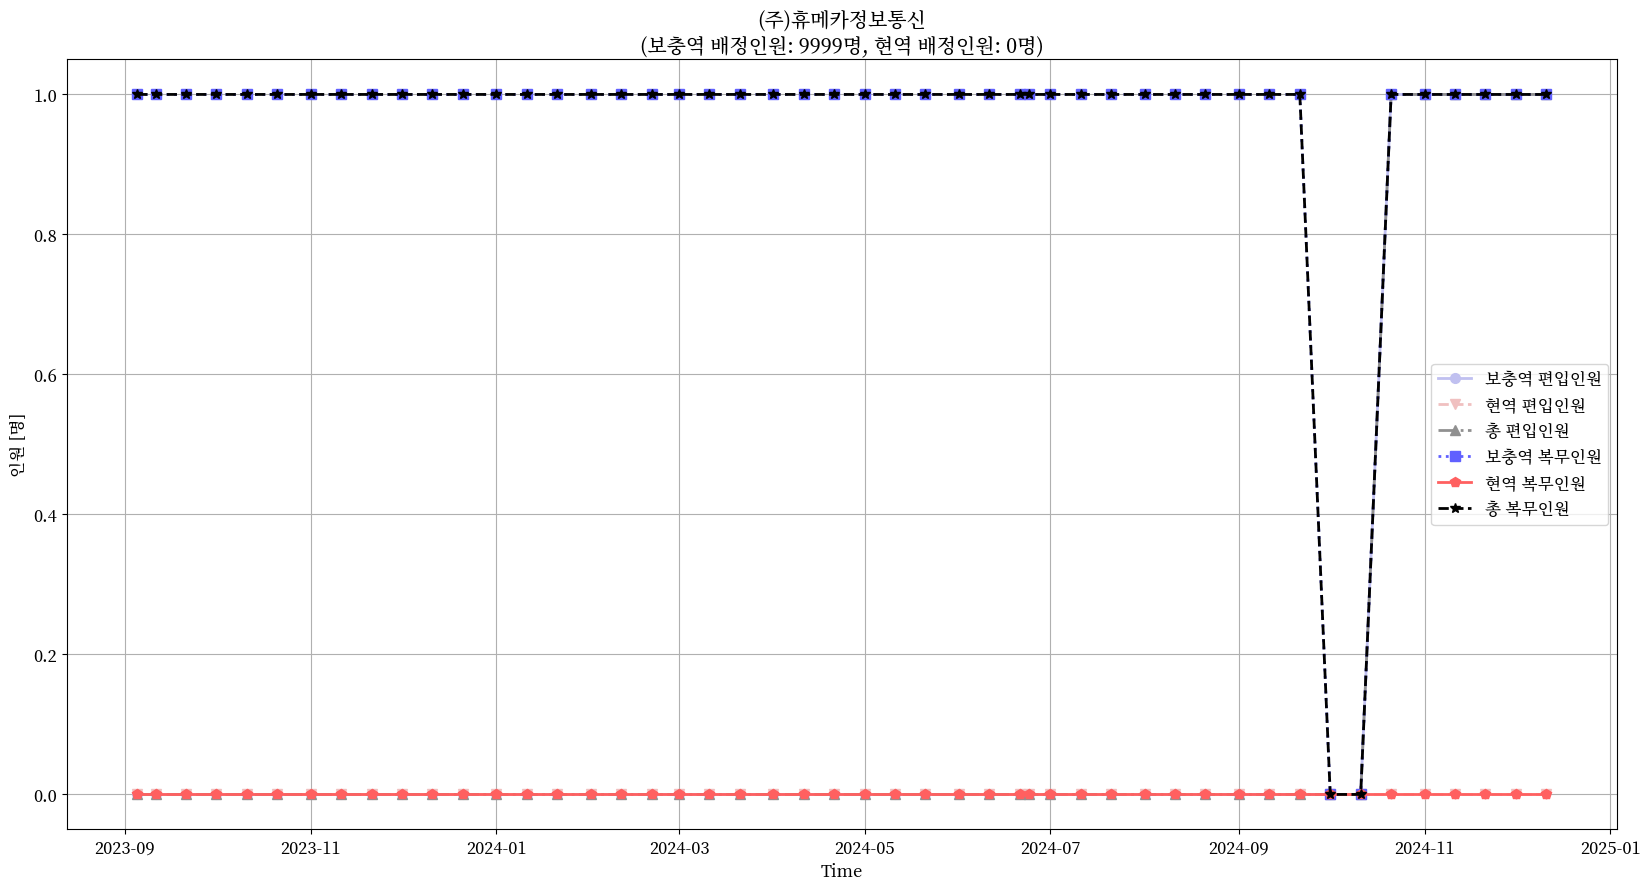 (주)휴메카정보통신
(보충역 배정인원: 9999명, 현역 배정인원: 0명)
인원 [명]
1.0
0.8
0.6
0.4
0.2
0.0
보충역 편입인원
현역 편입인원
총 편입인원
보충역 복무인원
현역 복무인원
총 복무인원
2023-09
2023-11
2024-01
2024-03
2024-05
2024-07
2024-09
2024-11
2025-01
Time